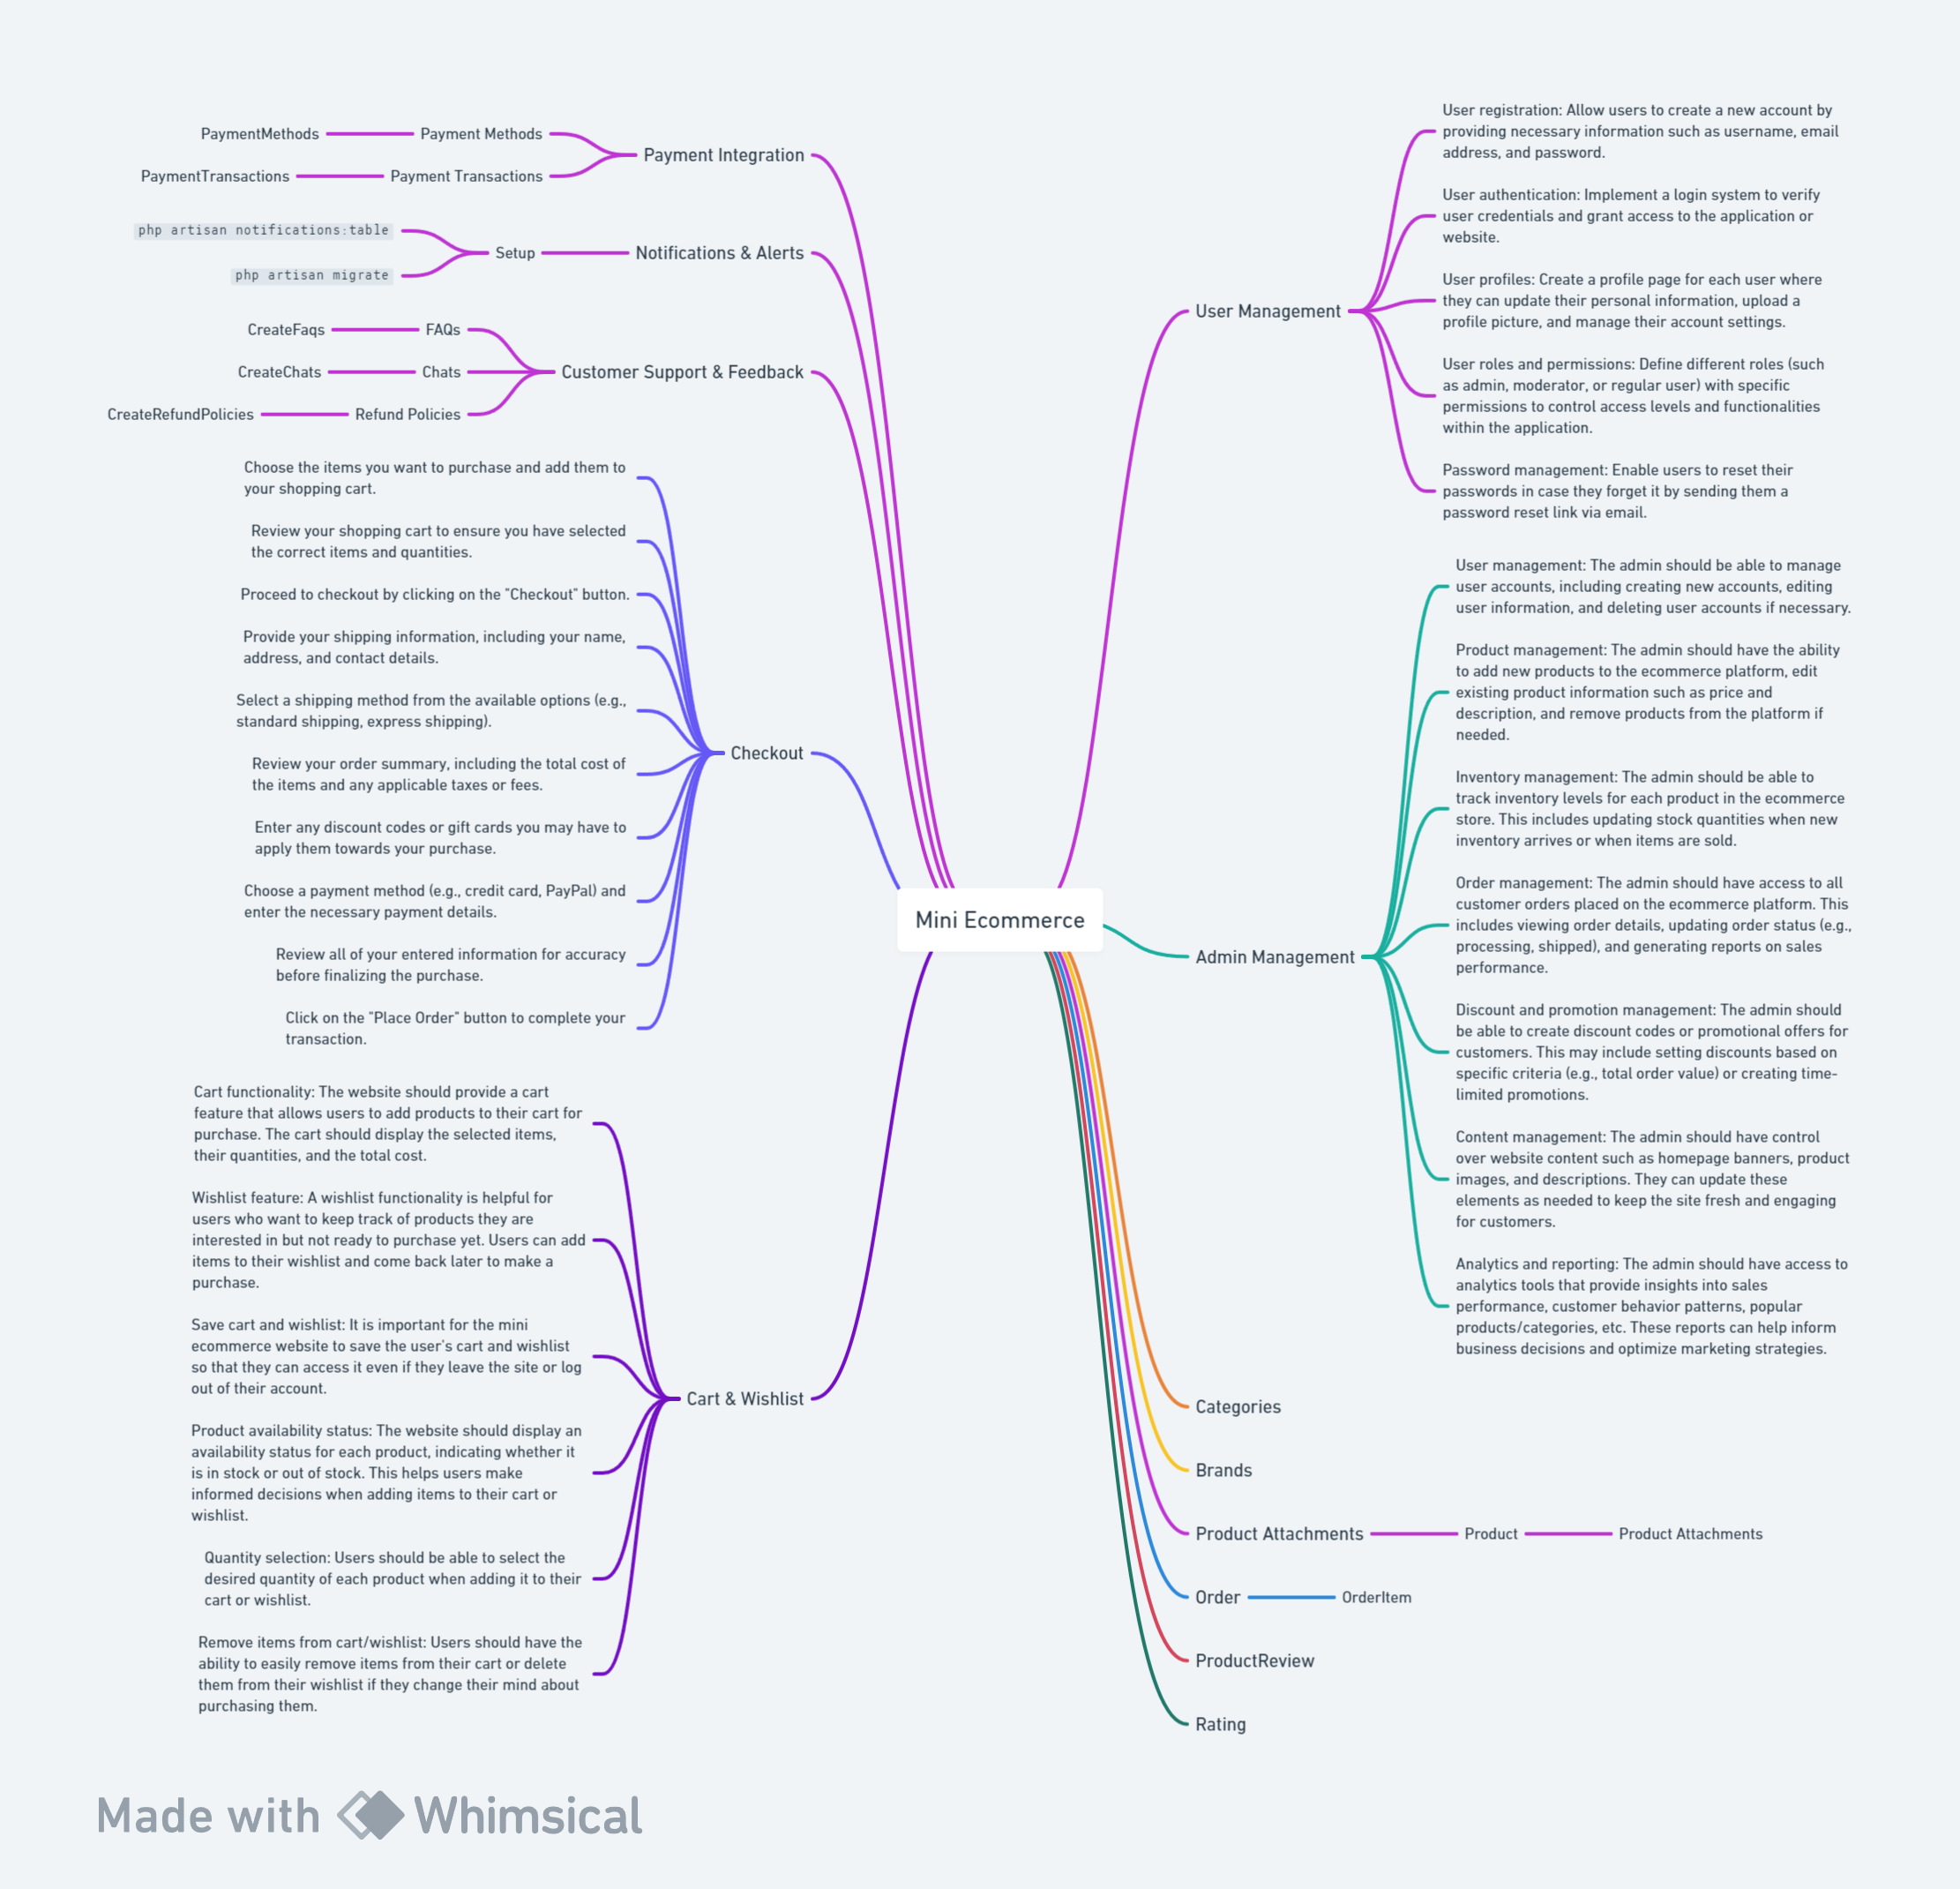 PaymentMethods
Payment Methods
Payment Integration
PaymentTransactions
Payment Transactions
php artisan notifications:table
Setup
Notifications & Alerts
php artisan migrate
CreateFaqs
FAQs
CreateChats
Chats
Customer Support & Feedback
CreateRefundPolicies
Refund Policies
Choose the items you want to purchase and add them to
your shopping cart.
Review your shopping cart to ensure you have selected
the correct items and quantities.
Proceed to checkout by clicking on the "Checkout" button.
Provide your shipping information, including your name,
address, and contact details.
Select a shipping method from the available options (e.g.,
standard shipping, express shipping).
Checkout
Review your order summary, including the total cost of
the items and any applicable taxes or fees.
Enter any discount codes or gift cards you may have to
apply them towards your purchase.
Choose a payment method (e.g., credit card, PayPal) and
enter the necessary payment details.
Review all of your entered information for accuracy
before finalizing the purchase.
Click on the "Place Order" button to complete your
transaction.
Cart functionality: The website should provide a cart
feature that allows users to add products to their cart for
purchase. The cart should display the selected items,
their quantities, and the total cost.
Wishlist feature: A wishlist functionality is helpful for
users who want to keep track of products they are
interested in but not ready to purchase yet. Users can add
items to their wishlist and come back later to make a
purchase.
Save cart and wishlist: It is important for the mini
ecommerce website to save the user's cart and wishlist
so that they can access it even if they leave the site or log
out of their account.
Cart & Wishlist
Product availability status: The website should display an
availability status for each product, indicating whether it
is in stock or out of stock. This helps users make
informed decisions when adding items to their cart or
wishlist.
Quantity selection: Users should be able to select the
desired quantity of each product when adding it to their
cart or wishlist.
Remove items from cart/wishlist: Users should have the
ability to easily remove items from their cart or delete
them from their wishlist if they change their mind about
purchasing them.
Mini Ecommerce
User Management
User registration: Allow users to create a new account by
providing necessary information such as username, email
address, and password.
User authentication: Implement a login system to verify
user credentials and grant access to the application or
website.
User profiles: Create a profile page for each user where
they can update their personal information, upload a
profile picture, and manage their account settings.
User roles and permissions: Define different roles (such
as admin, moderator, or regular user) with specific
permissions to control access levels and functionalities
within the application.
Password management: Enable users to reset their
passwords in case they forget it by sending them a
password reset link via email.
Admin Management
User management: The admin should be able to manage
user accounts, including creating new accounts, editing
user information, and deleting user accounts if necessary.
Product management: The admin should have the ability
to add new products to the ecommerce platform, edit
existing product information such as price and
description, and remove products from the platform if
needed.
Inventory management: The admin should be able to
track inventory levels for each product in the ecommerce
store. This includes updating stock quantities when new
inventory arrives or when items are sold.
Order management: The admin should have access to all
customer orders placed on the ecommerce platform. This
includes viewing order details, updating order status (e.g.,
processing, shipped), and generating reports on sales
performance.
Discount and promotion management: The admin should
be able to create discount codes or promotional offers for
customers. This may include setting discounts based on
specific criteria (e.g., total order value) or creating time-
limited promotions.
Content management: The admin should have control
over website content such as homepage banners, product
images, and descriptions. They can update these
elements as needed to keep the site fresh and engaging
for customers.
Analytics and reporting: The admin should have access to
analytics tools that provide insights into sales
performance, customer behavior patterns, popular
products/categories, etc. These reports can help inform
business decisions and optimize marketing strategies.
Categories
Brands
Product Attachments
Product
Product Attachments
Order
OrderItem
ProductReview
Rating
Made with Whimsical